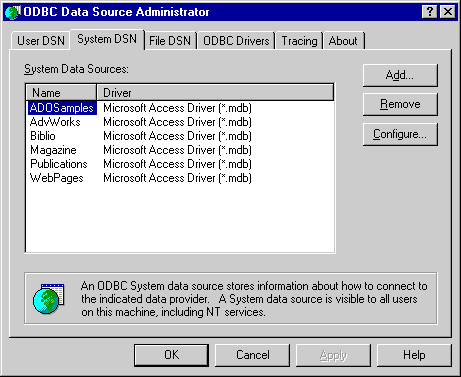 ODBC Data Source Administrator
User DSN System DSN File DSN ODBC Drivers Tracing About
System Data Sources:
Name Driver
ADOSamples Microsoft Access Driver (*.mdb)
AdvWorks Microsoft Access Driver (*.mdb)
Biblio Microsoft Access Driver (*.mdb)
Magazine Microsoft Access Driver (*.mdb)
Publications Microsoft Access Driver (*.mdb)
WebPages Microsoft Access Driver (*.mdb)
Add...
Remove
Configure...
An ODBC System data source stores information about how to connect to
the indicated data provider. A System data source is visible to all users
on this machine, including NT services.
OK Cancel Apply Help